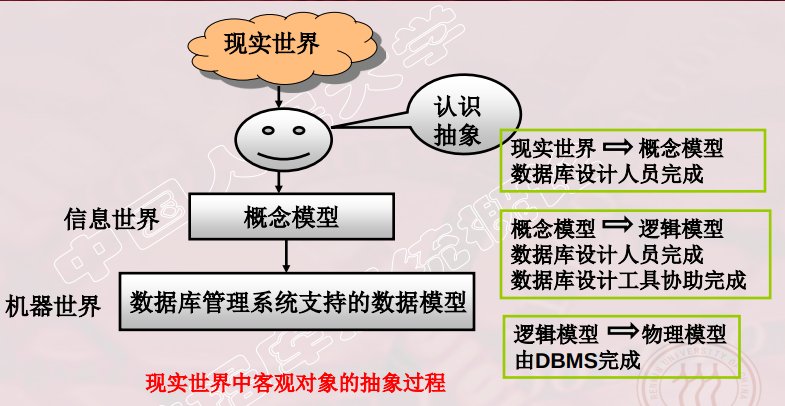 现实世界
认识
抽象
现实世界 ⇨ 概念模型
数据库设计人员完成
信息世界
概念模型
概念模型 ⇨ 逻辑模型
数据库设计人员完成
数据库设计工具协助完成
机器世界
数据库管理系统支持的数据模型
逻辑模型 ⇨ 物理模型
由DBMS完成
现实世界中客观对象的抽象过程